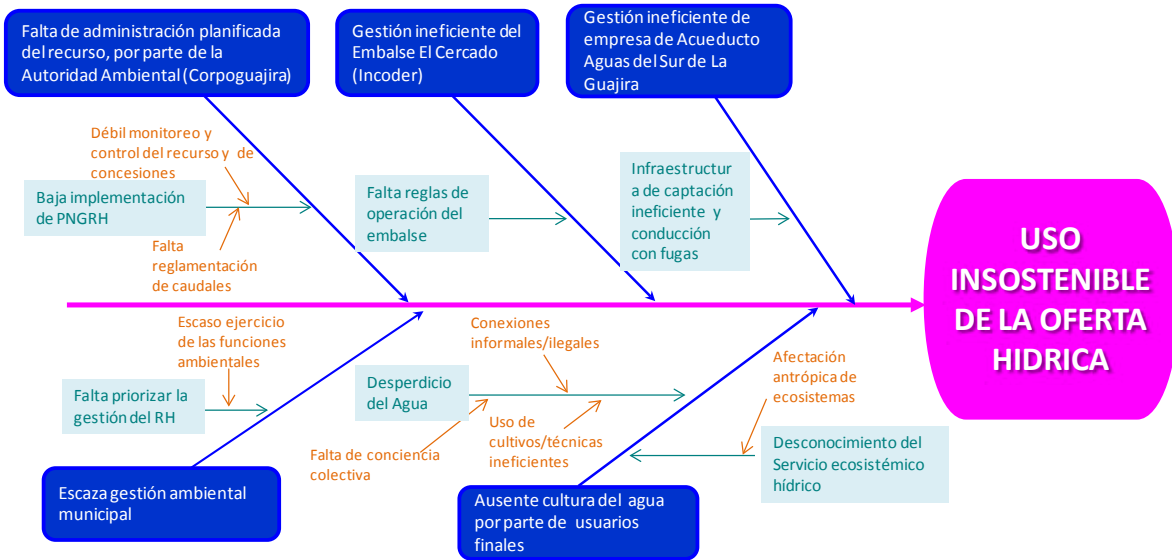 Falta de administración planificada
del recurso, por parte de la
Autoridad Ambiental (Corpoguajira)
Gestión ineficiente del
Embalse El Cercado
(Incoder)
Gestión ineficiente de
empresa de Acueducto
Aguas del Sur de La
Guajira
Débil monitoreo y
control del recurso y de
concesiones
Baja implementación
de PNGRH
Falta
reglamentación
de caudales
Falta reglas de
operación del
embalse
Infraestructur
a de captación
ineficiente y
conducción
con fugas
USO
INSOSTENIBLE
DE LA OFERTA
HIDRICA
Escaso ejercicio
de las funciones
ambientales
Falta priorizar la
gestión del RH
Conexiones
informales/ilegales
Desperdicio
del Agua
Falta de conciencia
colectiva
Uso de
cultivos/técnicas
ineficientes
Afectación
antrópica de
ecosistemas
Desconocimiento del
Servicio ecosistémico
hídrico
Escaza gestión ambiental
municipal
Ausente cultura del agua
por parte de usuarios
finales